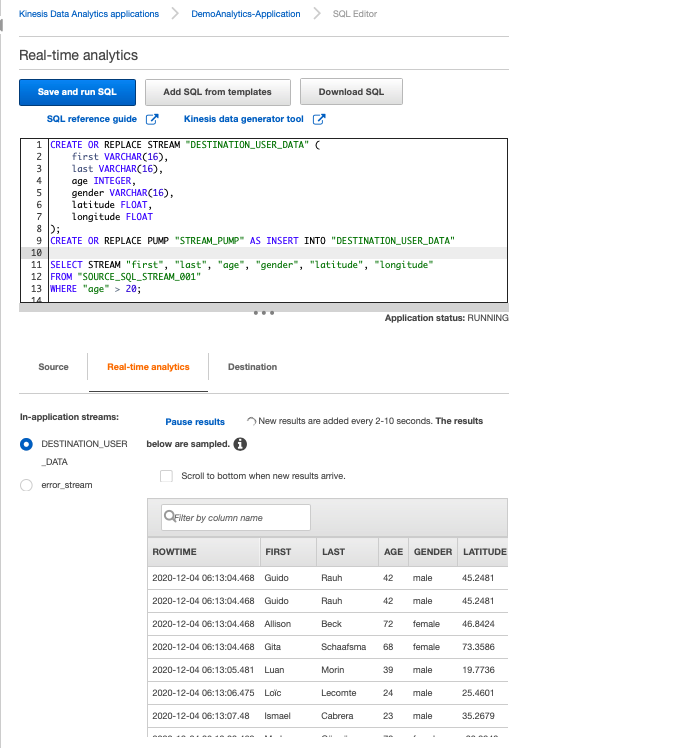 Kinesis Data Analytics applications DemoAnalytics-Application SQL Editor
Real-time analytics
Save and run SQL Add SQL from templates Download SQL
SQL reference guide Kinesis data generator tool
1 CREATE OR REPLACE STREAM "DESTINATION_USER_DATA" (
2 first VARCHAR(16),
3 last VARCHAR(16),
4 age INTEGER,
5 gender VARCHAR(16),
6 latitude FLOAT,
7 longitude FLOAT
8 );
9 CREATE OR REPLACE PUMP "STREAM_PUMP" AS INSERT INTO "DESTINATION_USER_DATA"
10
11 SELECT STREAM "first", "last", "age", "gender", "latitude", "longitude"
12 FROM "SOURCE_SQL_STREAM_001"
13 WHERE "age" > 20;
14
Application status: RUNNING
Source Real-time analytics Destination
In-application streams:
DESTINATION_USER
_DATA
error_stream
Pause results New results are added every 2-10 seconds. The results
below are sampled.
Scroll to bottom when new results arrive.
Filter by column name
ROWTIME FIRST LAST AGE GENDER LATITUDE
2020-12-04 06:13:04.468 Guido Rauh 42 male 45.2481
2020-12-04 06:13:04.468 Guido Rauh 42 male 45.2481
2020-12-04 06:13:04.468 Allison Beck 72 female 46.8424
2020-12-04 06:13:04.468 Gita Schaafsma 68 female 73.3586
2020-12-04 06:13:05.481 Luan Morin 39 male 19.7736
2020-12-04 06:13:06.475 Loïc Lecomte 24 male 25.4601
2020-12-04 06:13:07.48 Ismael Cabrera 23 male 35.2679